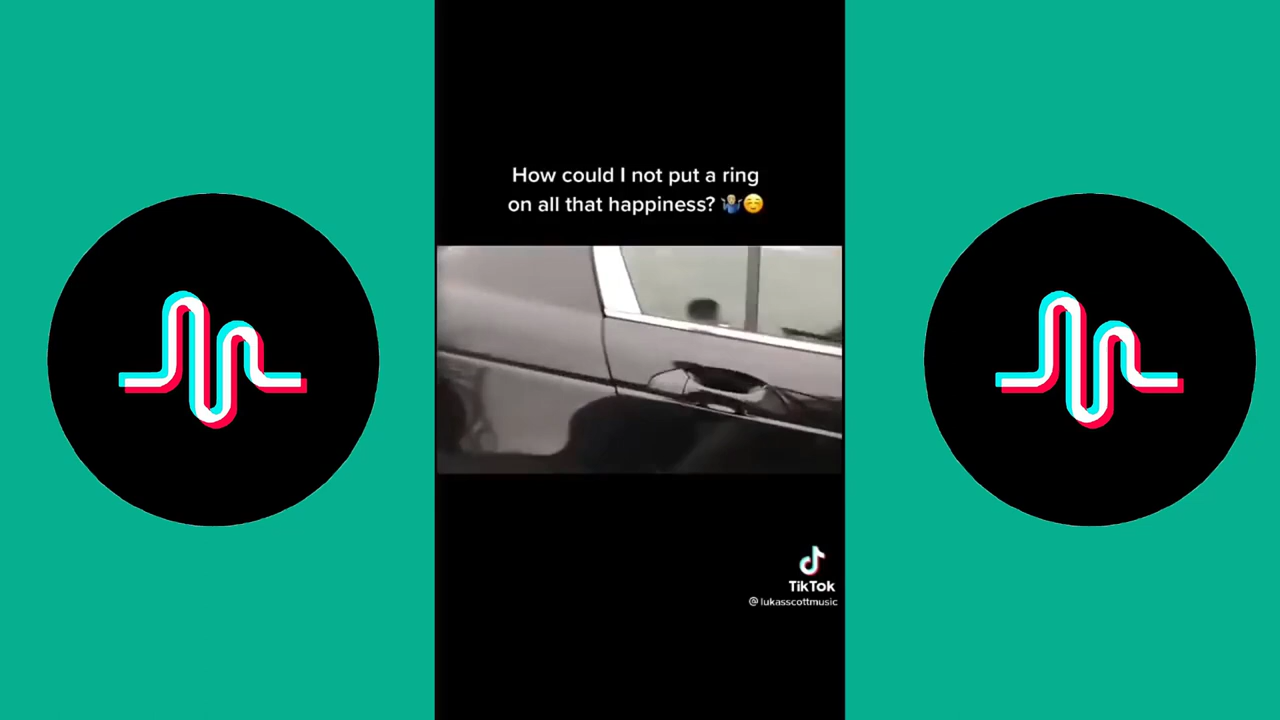 How could I not put a ring
on all that happiness? 🤷🏼‍♂️☺️
TikTok
@lukasscottmusic